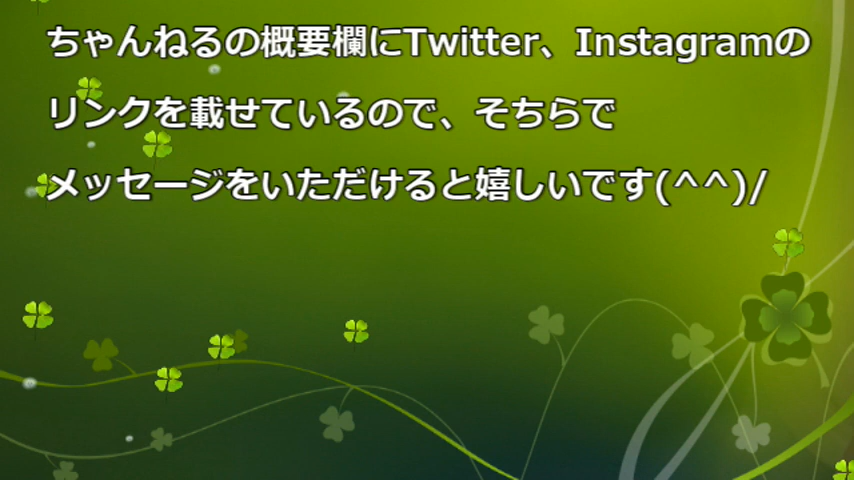 ちゃんねるの概要欄にTwitter、Instagramの
リンクを載せているので、そちらで
メッセージをいただけると嬉しいです(^^)/